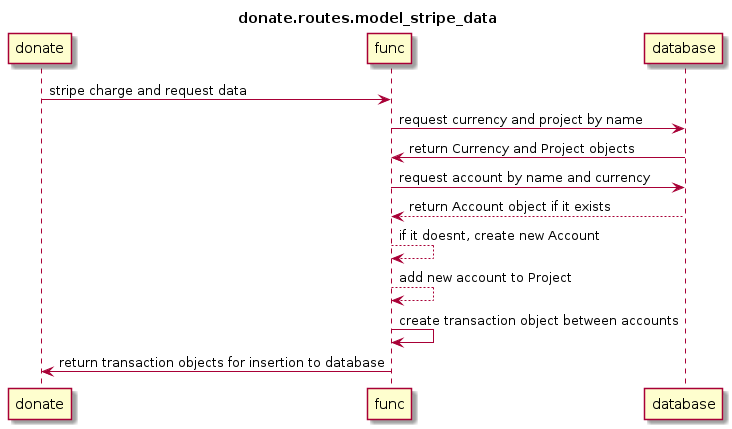 donate.routes.model_stripe_data
donate
func
database
stripe charge and request data
request currency and project by name
return Currency and Project objects
request account by name and currency
return Account object if it exists
if it doesnt, create new Account
add new account to Project
create transaction object between accounts
return transaction objects for insertion to database
donate
func
database